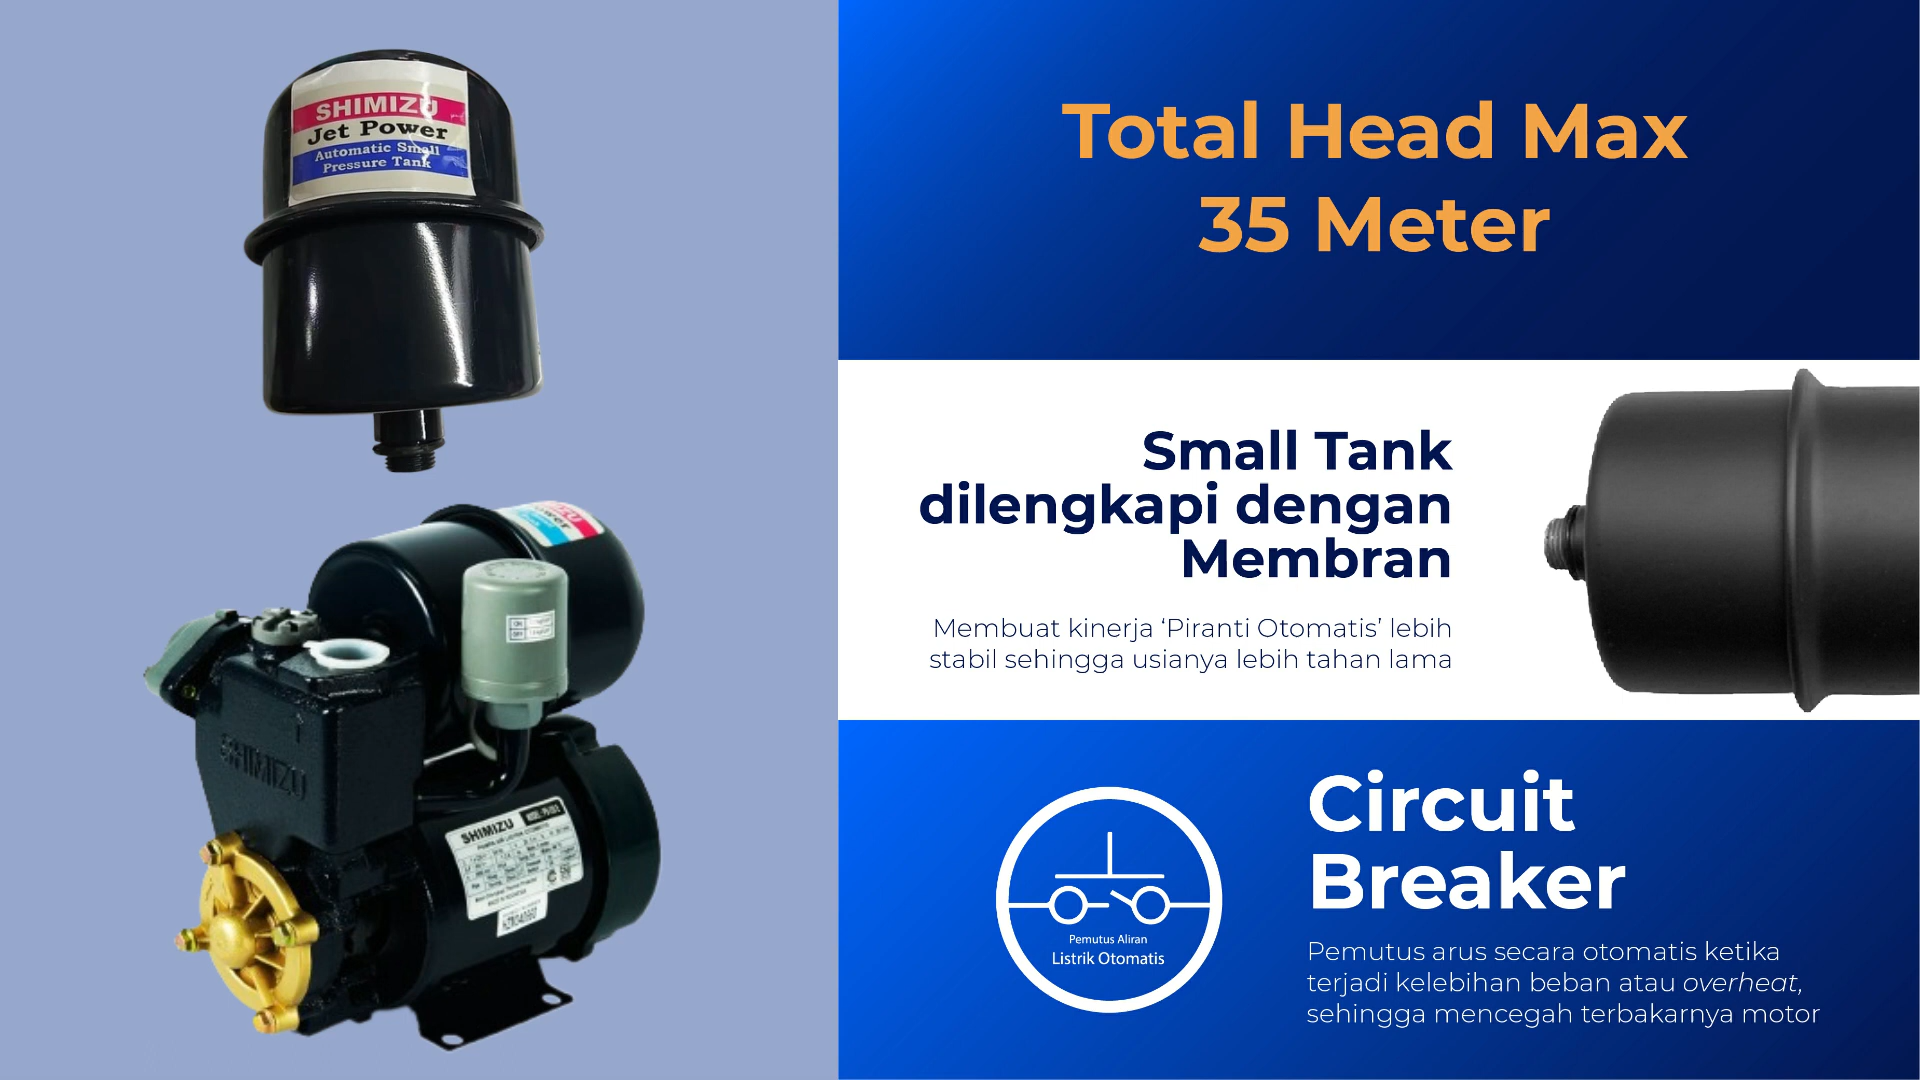 SHIMIZU
Jet Power
Automatic Small
Pressure Tank
SHIMIZU
SHIMIZU
Total Head Max
35 Meter
Small Tank
dilengkapi dengan
Membran
Membuat kinerja ‘Piranti Otomatis’ lebih
stabil sehingga usianya lebih tahan lama
Pemutus Aliran
Listrik Otomatis
Circuit
Breaker
Pemutus arus secara otomatis ketika
terjadi kelebihan beban atau overheat,
sehingga mencegah terbakarnya motor